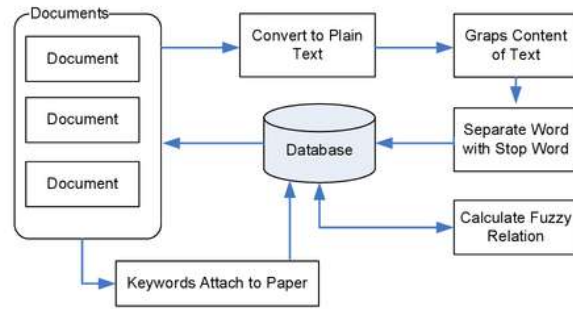 Documents
Document
Document
Document
Convert to Plain
Text
Graps Content
of Text
Separate Word
with Stop Word
Database
Calculate Fuzzy
Relation
Keywords Attach to Paper